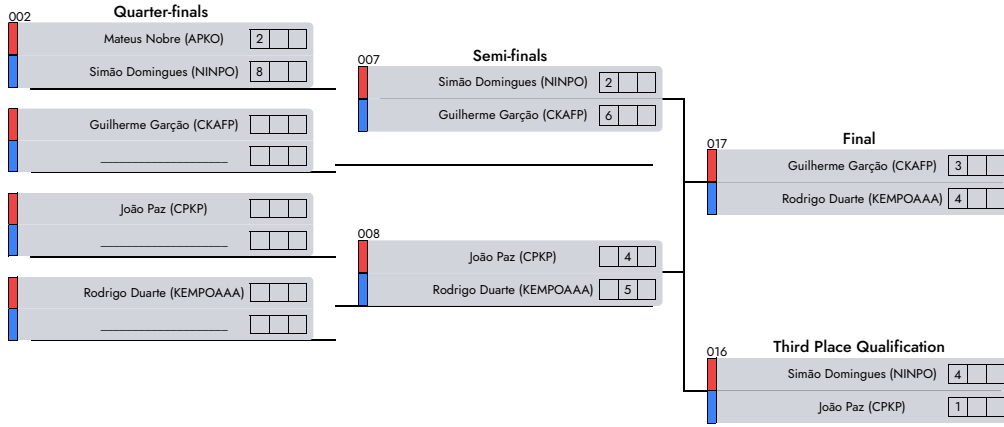 Quarter-finals
002
Mateus Nobre (APKO) 2
Simão Domingues (NINPO) 8
Guilherme Garção (CKAFP)
____________________
João Paz (CPKP)
____________________
Rodrigo Duarte (KEMPOAAA)
____________________
Semi-finals
007
Simão Domingues (NINPO) 2
Guilherme Garção (CKAFP) 6
008
João Paz (CPKP) 4
Rodrigo Duarte (KEMPOAAA) 5
Final
017
Guilherme Garção (CKAFP) 3
Rodrigo Duarte (KEMPOAAA) 4
Third Place Qualification
016
Simão Domingues (NINPO) 4
João Paz (CPKP) 1